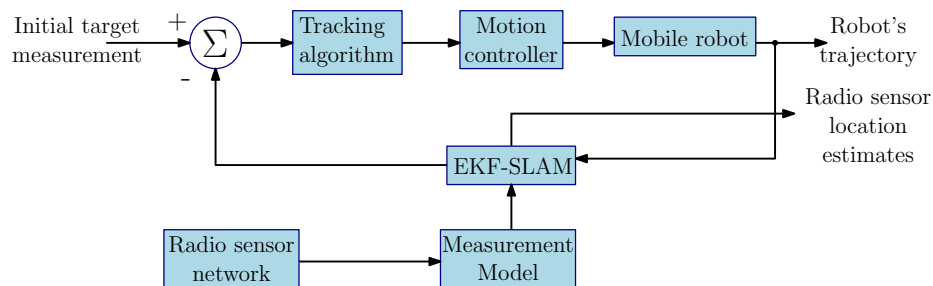 Initial target
measurement
+
-
∑
Tracking
algorithm
Motion
controller
Mobile robot
Robot's
trajectory
Radio sensor
location
estimates
EKF-SLAM
Radio sensor
network
Measurement
Model